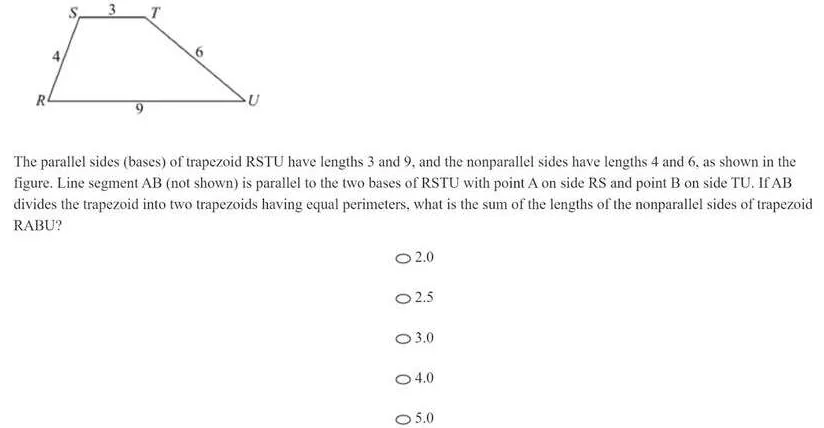 S 3 T
4 6
R U
9
The parallel sides (bases) of trapezoid RSTU have lengths 3 and 9, and the nonparallel sides have lengths 4 and 6, as shown in the
figure. Line segment AB (not shown) is parallel to the two bases of RSTU with point A on side RS and point B on side TU. If AB
divides the trapezoid into two trapezoids having equal perimeters, what is the sum of the lengths of the nonparallel sides of trapezoid
RABU?
2.0
2.5
3.0
4.0
5.0